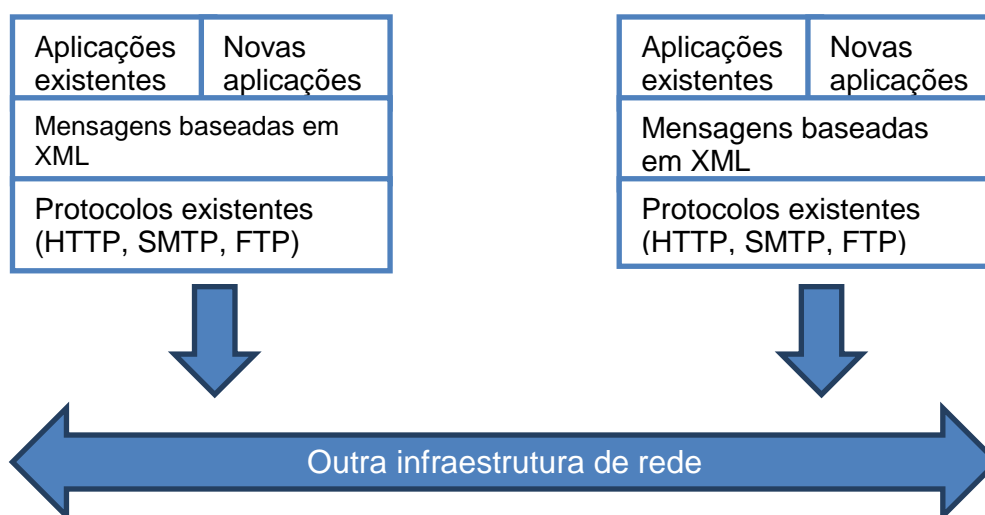 Aplicações
existentes
Novas
aplicações
Mensagens baseadas em
XML
Protocolos existentes
(HTTP, SMTP, FTP)
Aplicações
existentes
Novas
aplicações
Mensagens baseadas
em XML
Protocolos existentes
(HTTP, SMTP, FTP)
Outra infraestrutura de rede